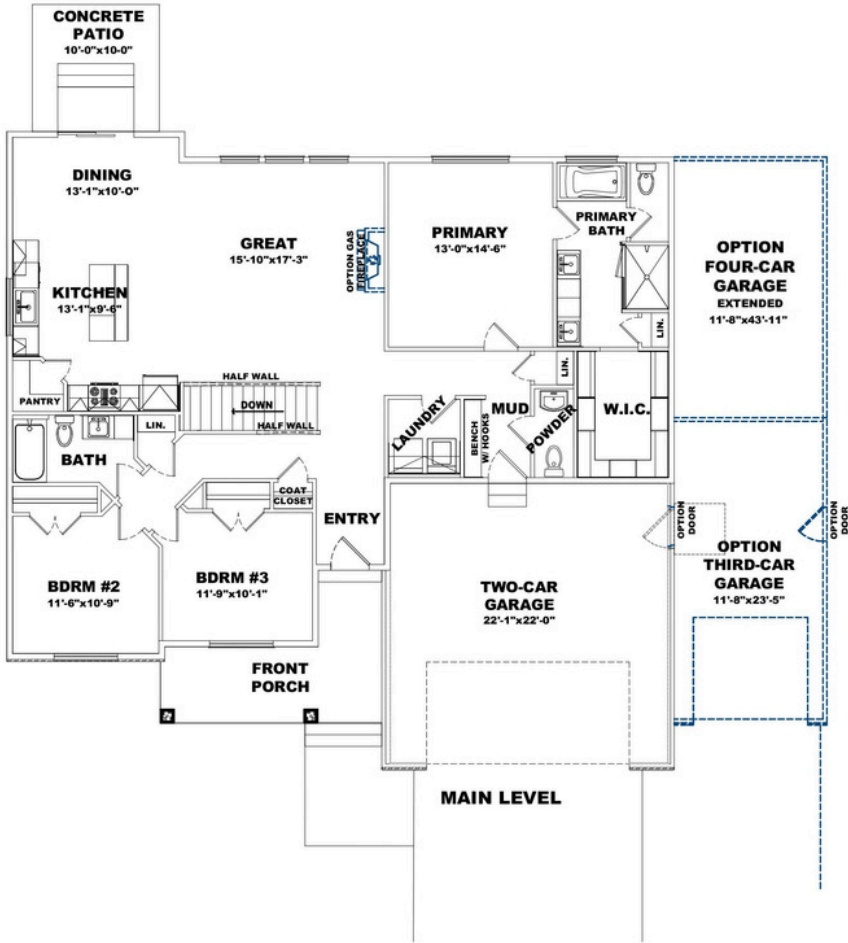 CONCRETE
PATIO
10'-0"x10-0"
DINING
13'-1"x10'-0
GREAT
15'-10"x17'-3"
OPTION GAS
FIREPLACE
PRIMARY
13'-0"x14'-6"
PRIMARY
BATH
OPTION
FOUR-CAR
GARAGE
EXTENDED
11'-8"x43'-11"
KITCHEN
13'-1"x9'-6"
LIN.
PANTRY
HALF WALL
DOWN
HALF WALL
LIN.
BATH
LAUNDRY
BENCH
W/ HOOKS
MUD
LIN.
POWDER
W.I.C.
COAT
CLOSET
ENTRY
BDRM #2
11'-6"x10'-9"
BDRM #3
11'-9"x10'-1"
TWO-CAR
GARAGE
22'-1"x22'-0"
OPTION
DOOR
OPTION
THIRD-CAR
GARAGE
11'-8"x23'-5"
OPTION
DOOR
FRONT
PORCH
MAIN LEVEL